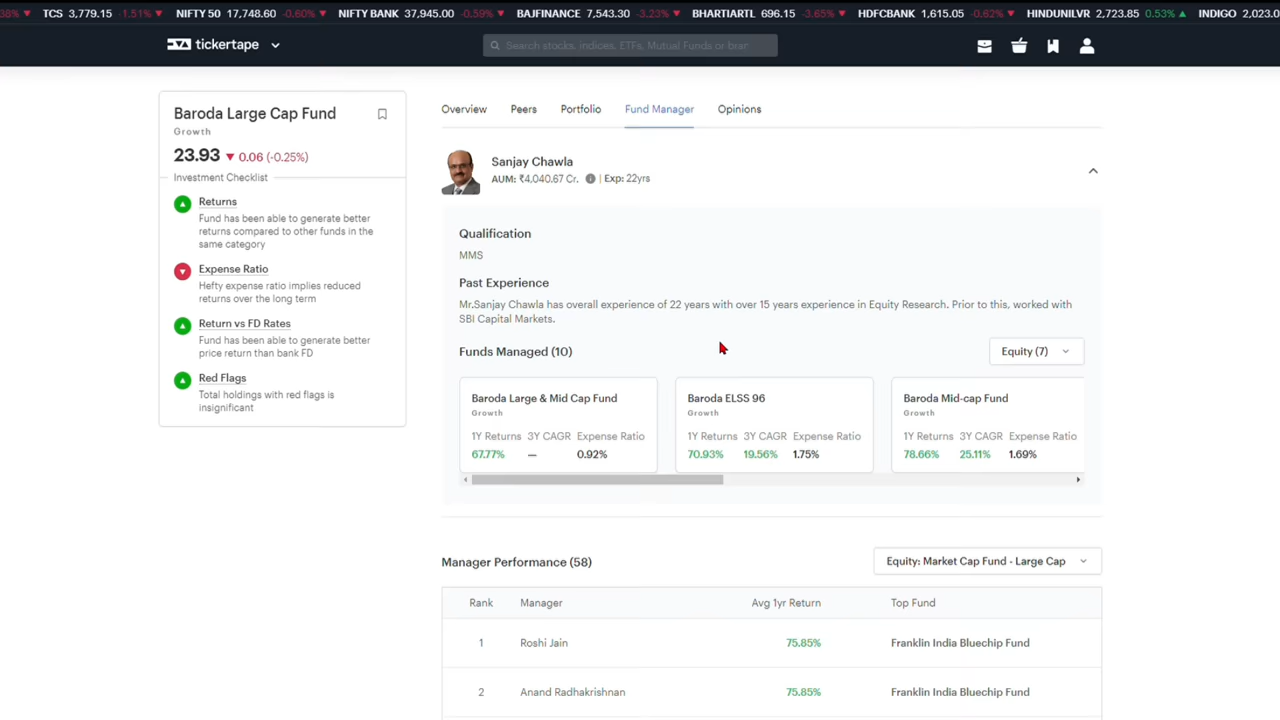 38% ▼ TCS 3,779.15 -1.51% ▼ NIFTY 50 17,748.60 -0.60% ▼ NIFTY BANK 37,945.00 -0.59% ▼ BAJFINANCE 7,543.30 -3.23% ▼ BHARTIARTL 696.15 -3.65% ▼ HDFCBANK 1,615.05 -0.62% ▼ HINDUNILVR 2,723.85 0.53% ▲ INDIGO 2,023.0
tickertape
Search stocks, indices, ETFs, Mutual Funds or brar
Baroda Large Cap Fund
Growth
23.93 ▼ 0.06 (-0.25%)
Investment Checklist
Returns
Fund has been able to generate better
returns compared to other funds in the
same category
Expense Ratio
Hefty expense ratio implies reduced
returns over the long term
Return vs FD Rates
Fund has been able to generate better
price return than bank FD
Red Flags
Total holdings with red flags is
insignificant
Overview Peers Portfolio Fund Manager Opinions
Sanjay Chawla
AUM: ₹4,040.67 Cr. | Exp: 22yrs
Qualification
MMS
Past Experience
Mr.Sanjay Chawla has overall experience of 22 years with over 15 years experience in Equity Research. Prior to this, worked with
SBI Capital Markets.
Funds Managed (10) Equity (7)
Baroda Large & Mid Cap Fund
Growth
1Y Returns 3Y CAGR Expense Ratio
67.77% — 0.92%
Baroda ELSS 96
Growth
1Y Returns 3Y CAGR Expense Ratio
70.93% 19.56% 1.75%
Baroda Mid-cap Fund
Growth
1Y Returns 3Y CAGR Expense Ratio
78.66% 25.11% 1.69%
Manager Performance (58) Equity: Market Cap Fund - Large Cap
Rank Manager Avg 1yr Return Top Fund
1 Roshi Jain 75.85% Franklin India Bluechip Fund
2 Anand Radhakrishnan 75.85% Franklin India Bluechip Fund